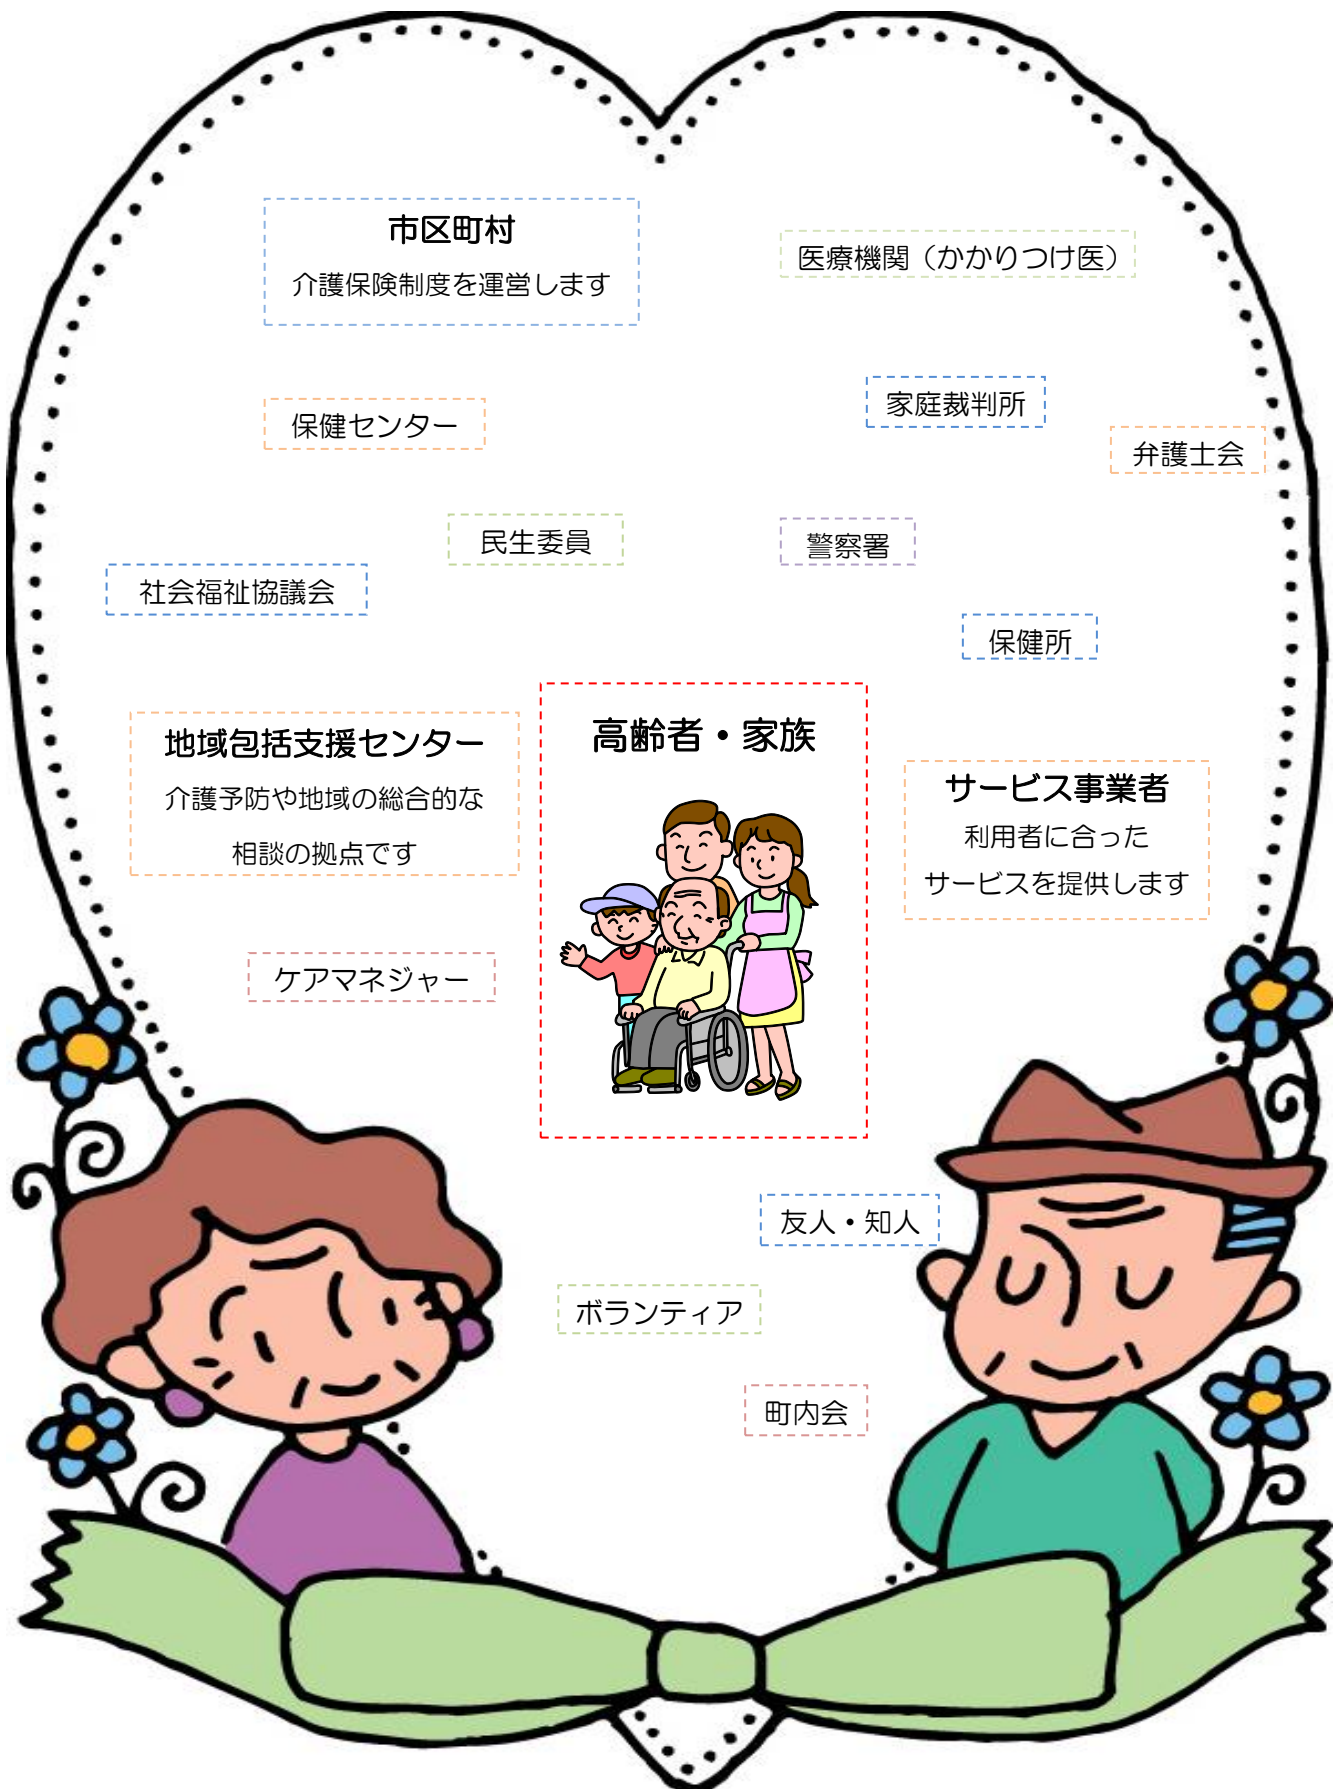 市区町村
介護保険制度を運営します
医療機関（かかりつけ医）
家庭裁判所
保健センター
弁護士会
民生委員
警察署
社会福祉協議会
保健所
高齢者・家族
地域包括支援センター
介護予防や地域の総合的な
相談の拠点です
サービス事業者
利用者に合った
サービスを提供します
ケアマネジャー
友人・知人
ボランティア
町内会